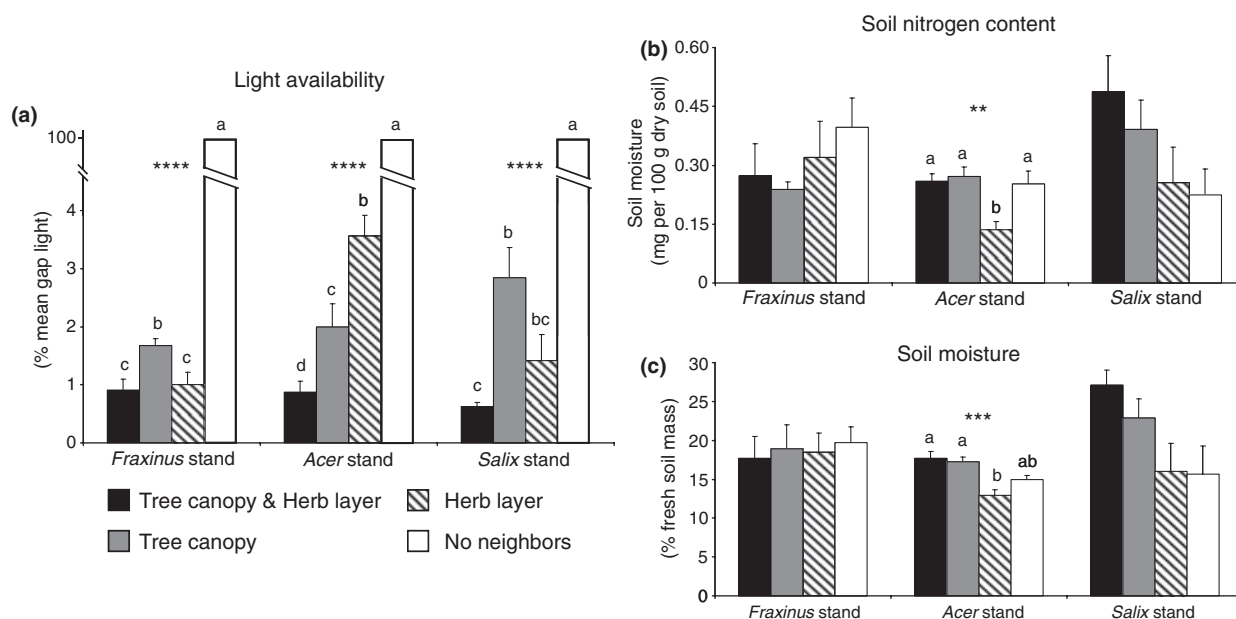 Light availability
(a)
(% mean gap light)
100
4
3
2
1
0
a
a
a
****
****
****
c
b
c
d
c
b
c
b
bc
Fraxinus stand
Acer stand
Salix stand
Tree canopy & Herb layer
Herb layer
Tree canopy
No neighbors
Soil nitrogen content
(b)
Soil moisture
(mg per 100 g dry soil)
0.60
0.45
0.30
0.15
0
**
a
a
b
a
Fraxinus stand
Acer stand
Salix stand
Soil moisture
(c)
(% fresh soil mass)
30
25
20
15
10
5
0
***
a
a
b
ab
Fraxinus stand
Acer stand
Salix stand